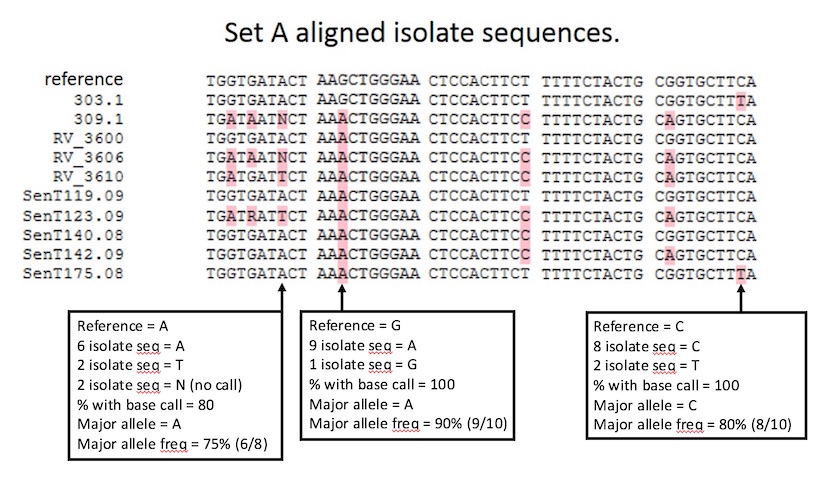 Set A aligned isolate sequences.
reference TGGTGATACT AAGCTGGGAA CTCCACTTCT TTTTCTACTG CGGTGCTTCA
303.1 TGGTGATACT AAGCTGGGAA CTCCACTTCT TTTTCTACTG CGGTGCTTTA
309.1 TGATAATNCT AAACTGGGAA CTCCACTTCC TTTTCTACTG CAGTGCTTCA
RV_3600 TGGTGATACT AAACTGGGAA CTCCACTTCT TTTTCTACTG CGGTGCTTCA
RV_3606 TGATAATNCT AAACTGGGAA CTCCACTTCC TTTTCTACTG CAGTGCTTCA
RV_3610 TGATGATTCT AAACTGGGAA CTCCACTTCC TTTTCTACTG CAGTGCTTCA
SenT119.09 TGGTGATACT AAACTGGGAA CTCCACTTCT TTTTCTACTG CGGTGCTTCA
SenT123.09 TGATRATTCT AAACTGGGAA CTCCACTTCC TTTTCTACTG CAGTGCTTCA
SenT140.08 TGGTGATACT AAACTGGGAA CTCCACTTCC TTTTCTACTG CGGTGCTTCA
SenT142.09 TGGTGATACT AAACTGGGAA CTCCACTTCC TTTTCTACTG CAGTGCTTCA
SenT175.08 TGGTGATACT AAACTGGGAA CTCCACTTCT TTTTCTACTG CGGTGCTTTA
Reference = A
6 isolate seq = A
2 isolate seq = T
2 isolate seq = N (no call)
% with base call = 80
Major allele = A
Major allele freq = 75% (6/8)
Reference = G
9 isolate seq = A
1 isolate seq = G
% with base call = 100
Major allele = A
Major allele freq = 90% (9/10)
Reference = C
8 isolate seq = C
2 isolate seq = T
% with base call = 100
Major allele = C
Major allele freq = 80% (8/10)